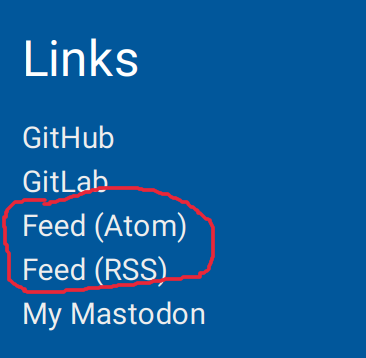 Links
GitHub
GitLab
Feed (Atom)
Feed (RSS)
My Mastodon